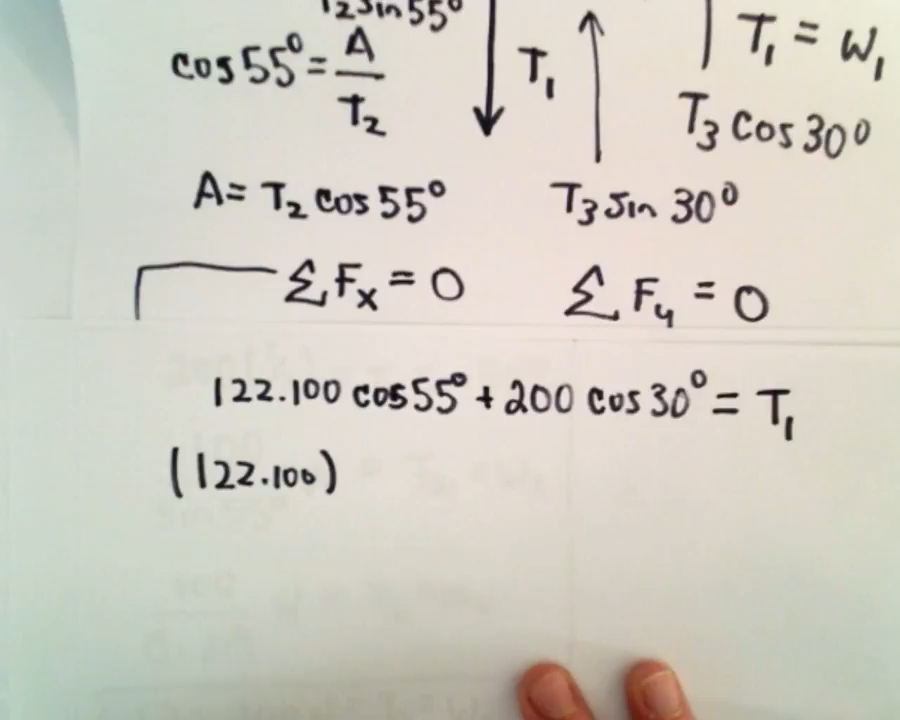 T2 sin 55°
cos 55° = A / T2
T1
T1 = W1
T3 cos 30°
A = T2 cos 55°
T3 sin 30°
ΣFx = 0
ΣFy = 0
122.100 cos 55° + 200 cos 30° = T1
(122.100)